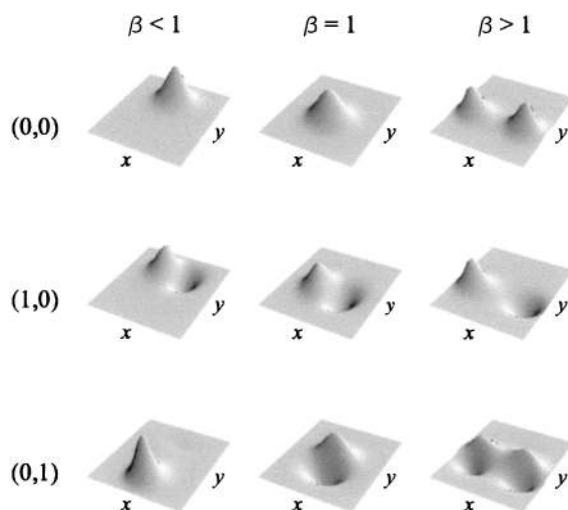 β < 1 β = 1 β > 1
(0,0)
y y y
x x x
(1,0)
y y y
x x x
(0,1)
y y y
x x x